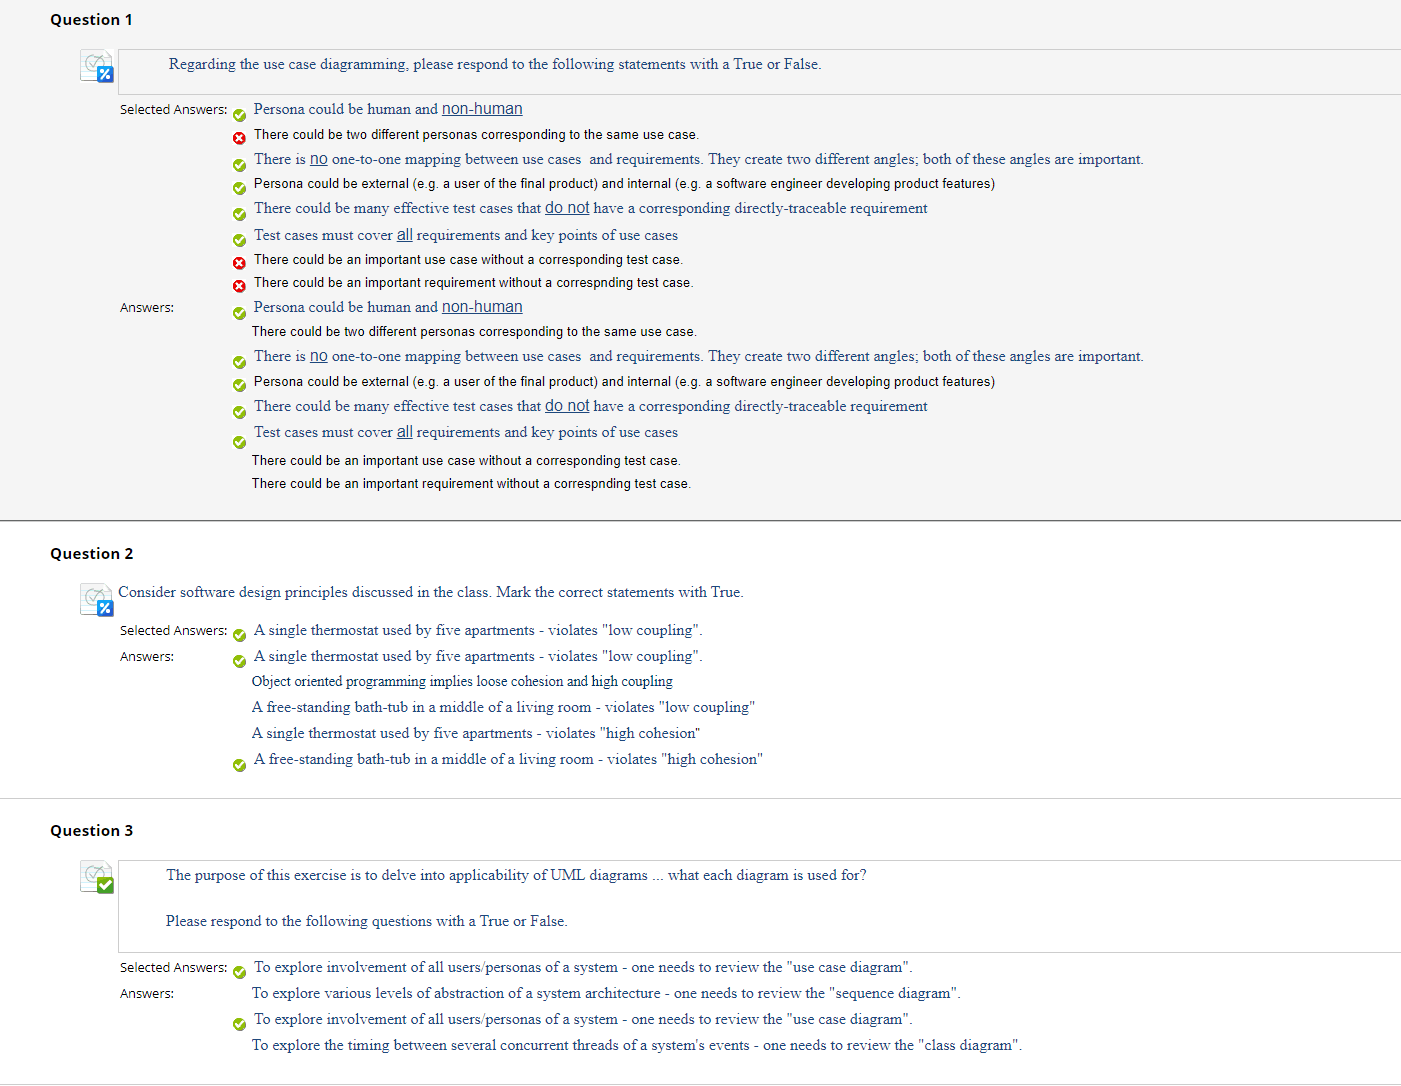 Question 1
Regarding the use case diagramming, please respond to the following statements with a True or False.
Selected Answers: Persona could be human and non-human
There could be two different personas corresponding to the same use case.
There is no one-to-one mapping between use cases and requirements. They create two different angles; both of these angles are important.
Persona could be external (e.g. a user of the final product) and internal (e.g. a software engineer developing product features)
There could be many effective test cases that do not have a corresponding directly-traceable requirement
Test cases must cover all requirements and key points of use cases
There could be an important use case without a corresponding test case.
There could be an important requirement without a correspnding test case.
Answers: Persona could be human and non-human
There could be two different personas corresponding to the same use case.
There is no one-to-one mapping between use cases and requirements. They create two different angles; both of these angles are important.
Persona could be external (e.g. a user of the final product) and internal (e.g. a software engineer developing product features)
There could be many effective test cases that do not have a corresponding directly-traceable requirement
Test cases must cover all requirements and key points of use cases
There could be an important use case without a corresponding test case.
There could be an important requirement without a correspnding test case.
Question 2
Consider software design principles discussed in the class. Mark the correct statements with True.
Selected Answers: A single thermostat used by five apartments - violates "low coupling".
Answers: A single thermostat used by five apartments - violates "low coupling".
Object oriented programming implies loose cohesion and high coupling
A free-standing bath-tub in a middle of a living room - violates "low coupling"
A single thermostat used by five apartments - violates "high cohesion"
A free-standing bath-tub in a middle of a living room - violates "high cohesion"
Question 3
The purpose of this exercise is to delve into applicability of UML diagrams ... what each diagram is used for?
Please respond to the following questions with a True or False.
Selected Answers: To explore involvement of all users/personas of a system - one needs to review the "use case diagram".
Answers: To explore various levels of abstraction of a system architecture - one needs to review the "sequence diagram".
To explore involvement of all users/personas of a system - one needs to review the "use case diagram".
To explore the timing between several concurrent threads of a system's events - one needs to review the "class diagram".